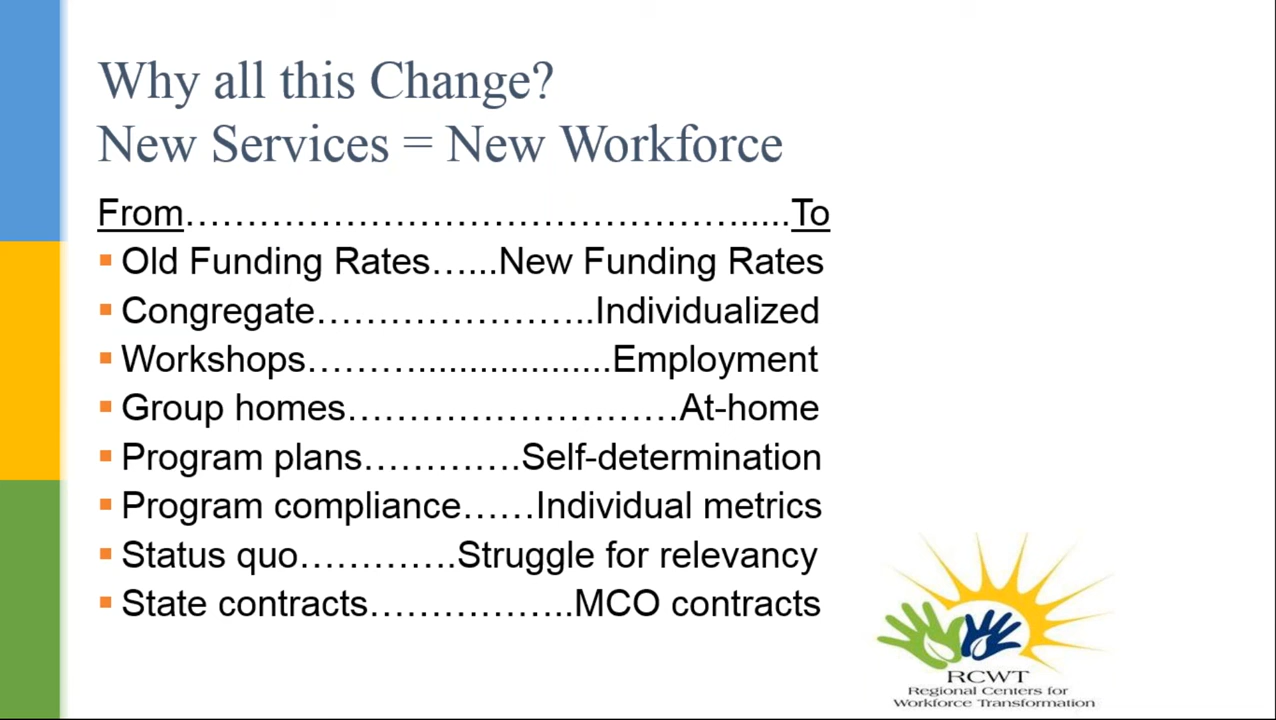 Why all this Change?
New Services = New Workforce
From……………………………………………….....To
Old Funding Rates…...New Funding Rates
Congregate……………………..Individualized
Workshops………...................Employment
Group homes………………………At-home
Program plans………….Self-determination
Program compliance……Individual metrics
Status quo………….Struggle for relevancy
State contracts……………..MCO contracts
RCWT
Regional Centers for
Workforce Transformation